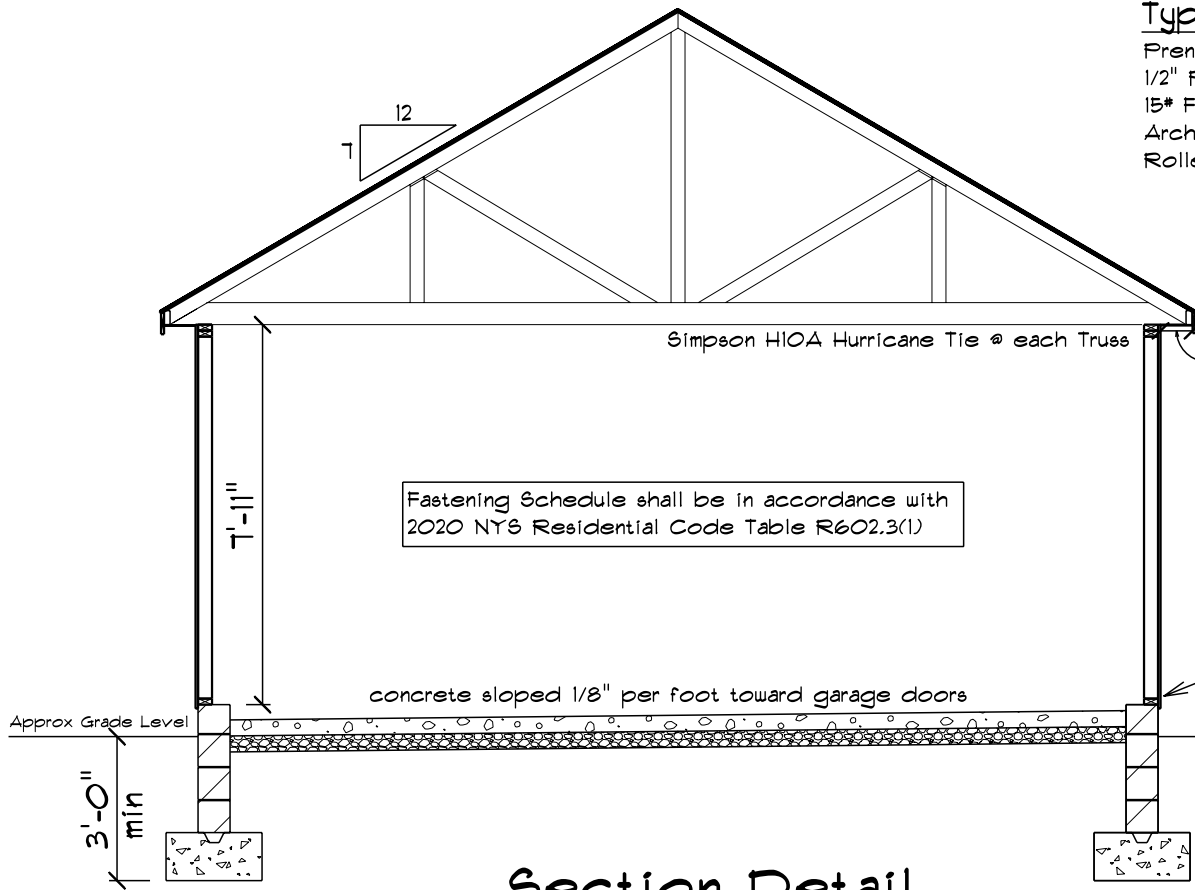 Typ
Pren
1/2" F
15# F
Arch
Rolle
12
7
Simpson H10A Hurricane Tie @ each Truss
7'-11"
Fastening Schedule shall be in accordance with
2020 NYS Residential Code Table R602.3(1)
concrete sloped 1/8" per foot toward garage doors
Approx Grade Level
3'-0"
min
Section Detail